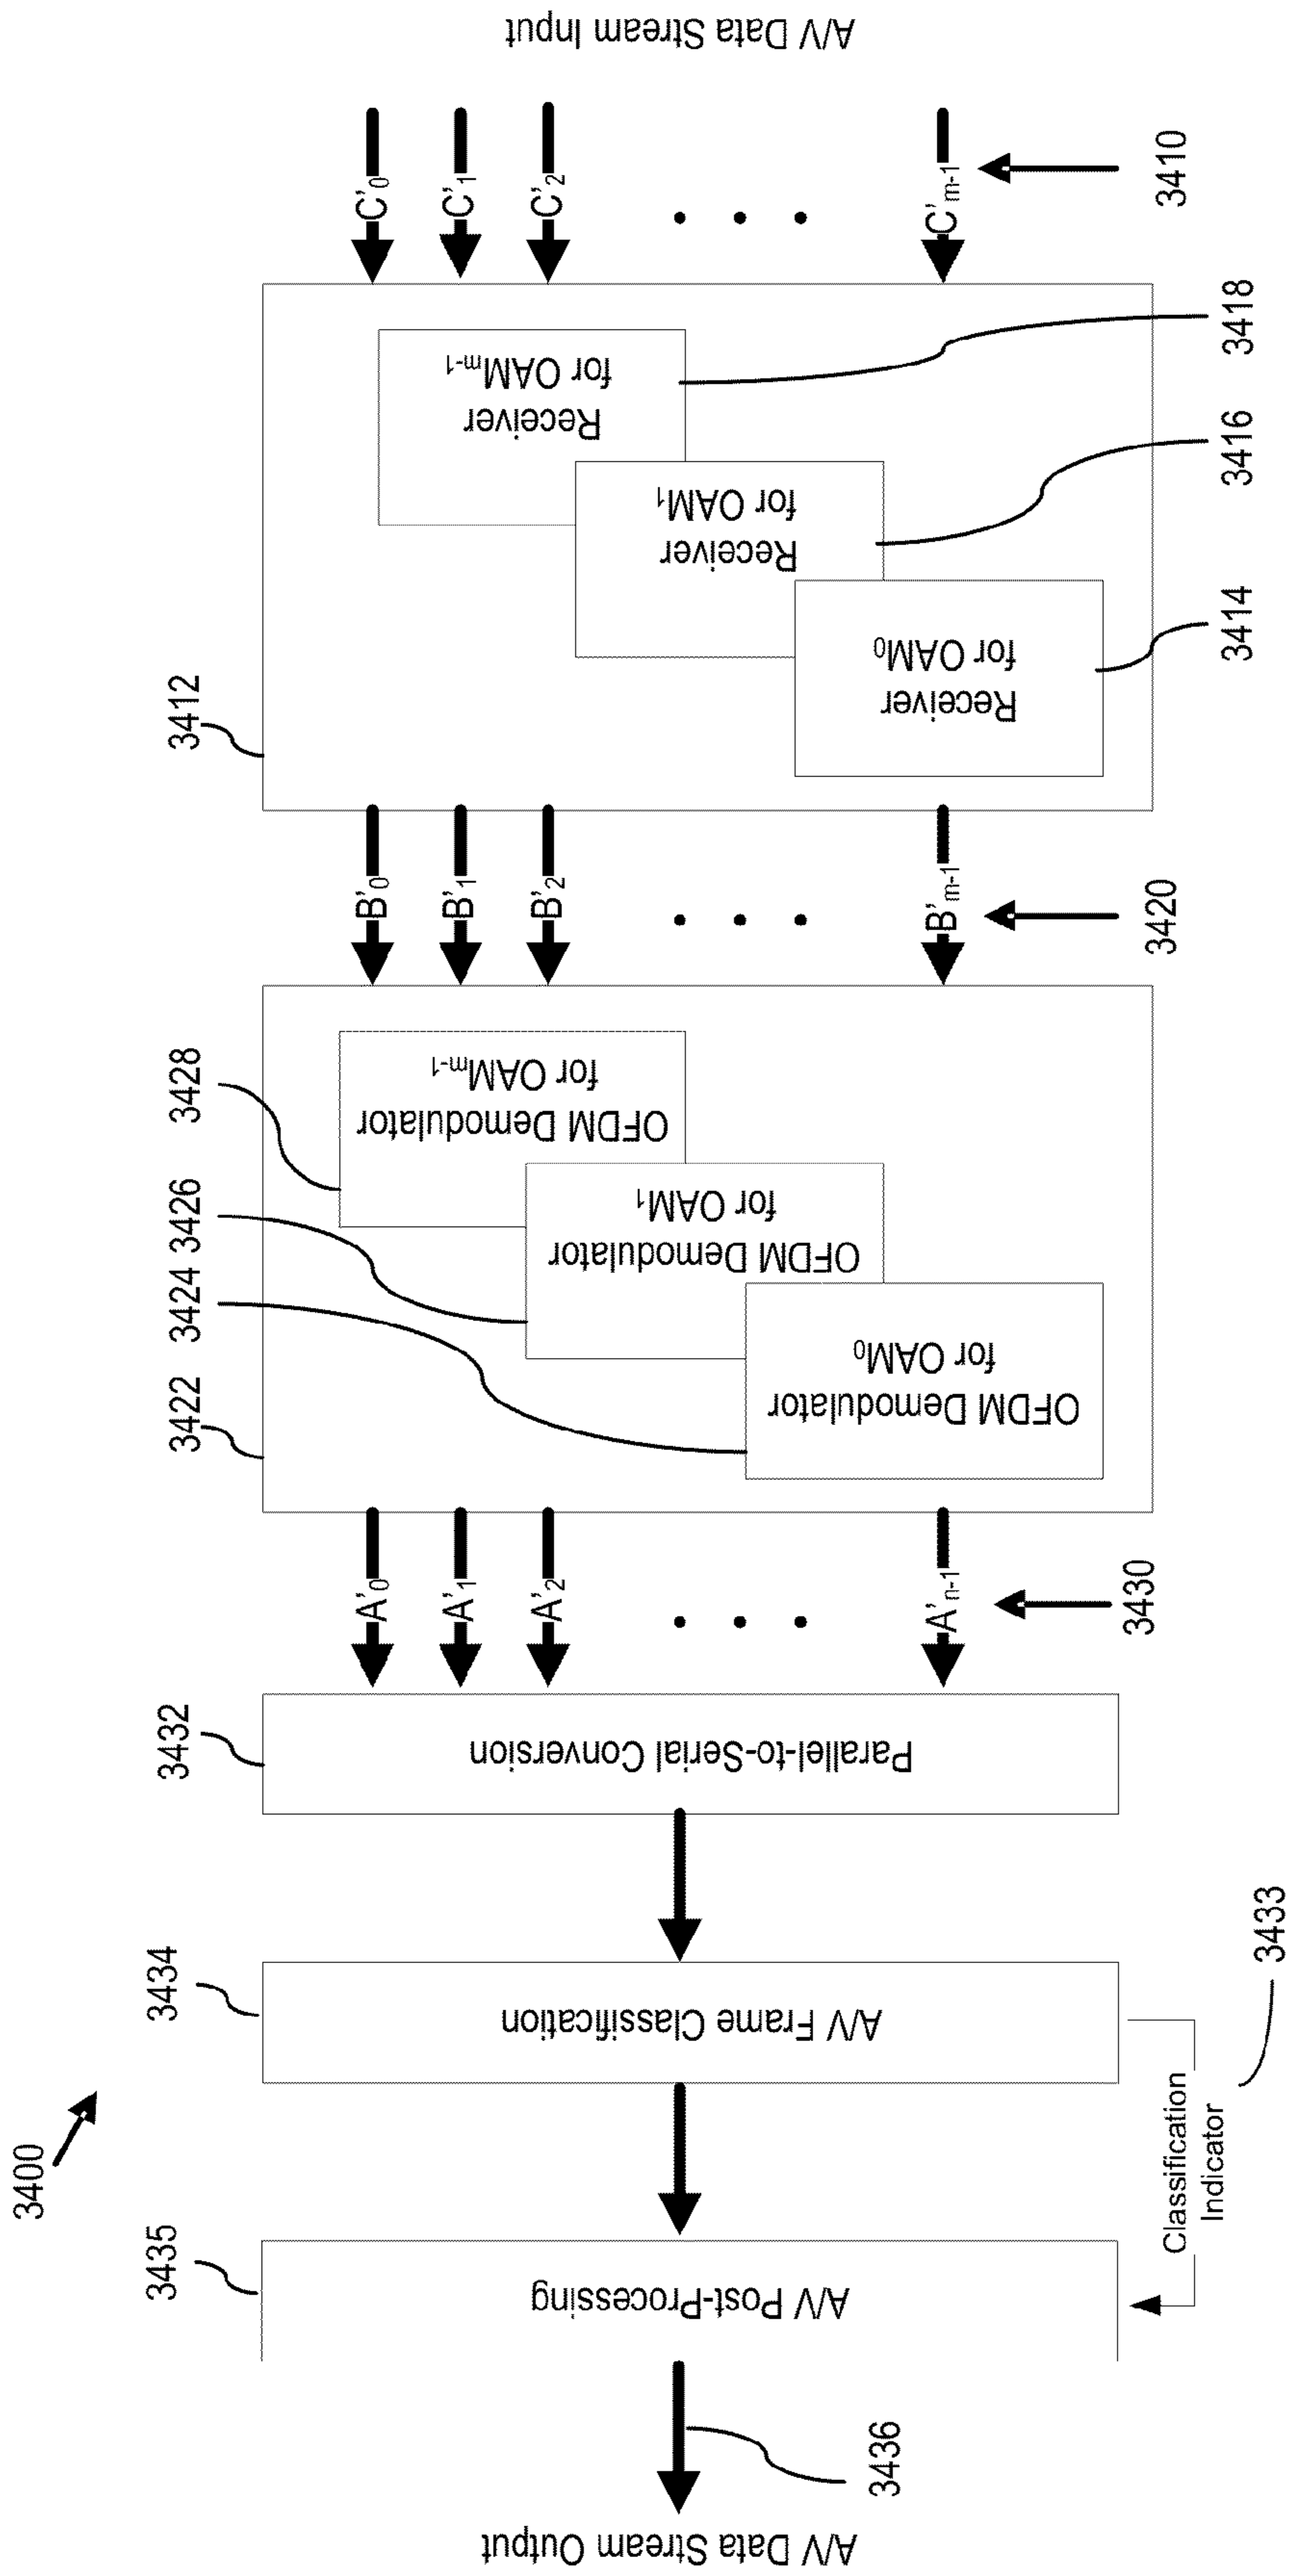 A/V Data Stream Input
C'0
C'1
C'2
C'm-1
3410
3412
Receiver
for OAMm-1
3418
Receiver
for OAM1
3416
Receiver
for OAM0
3414
B'0
B'1
B'2
B'm-1
3420
3422
OFDM Demodulator
for OAMm-1
3428
OFDM Demodulator
for OAM1
3426
OFDM Demodulator
for OAM0
3424
A'0
A'1
A'2
A'n-1
3430
Parallel-to-Serial Conversion
3432
A/V Frame Classification
3434
Classification
Indicator
3433
A/V Post-Processing
3435
3400
3436
A/V Data Stream Output